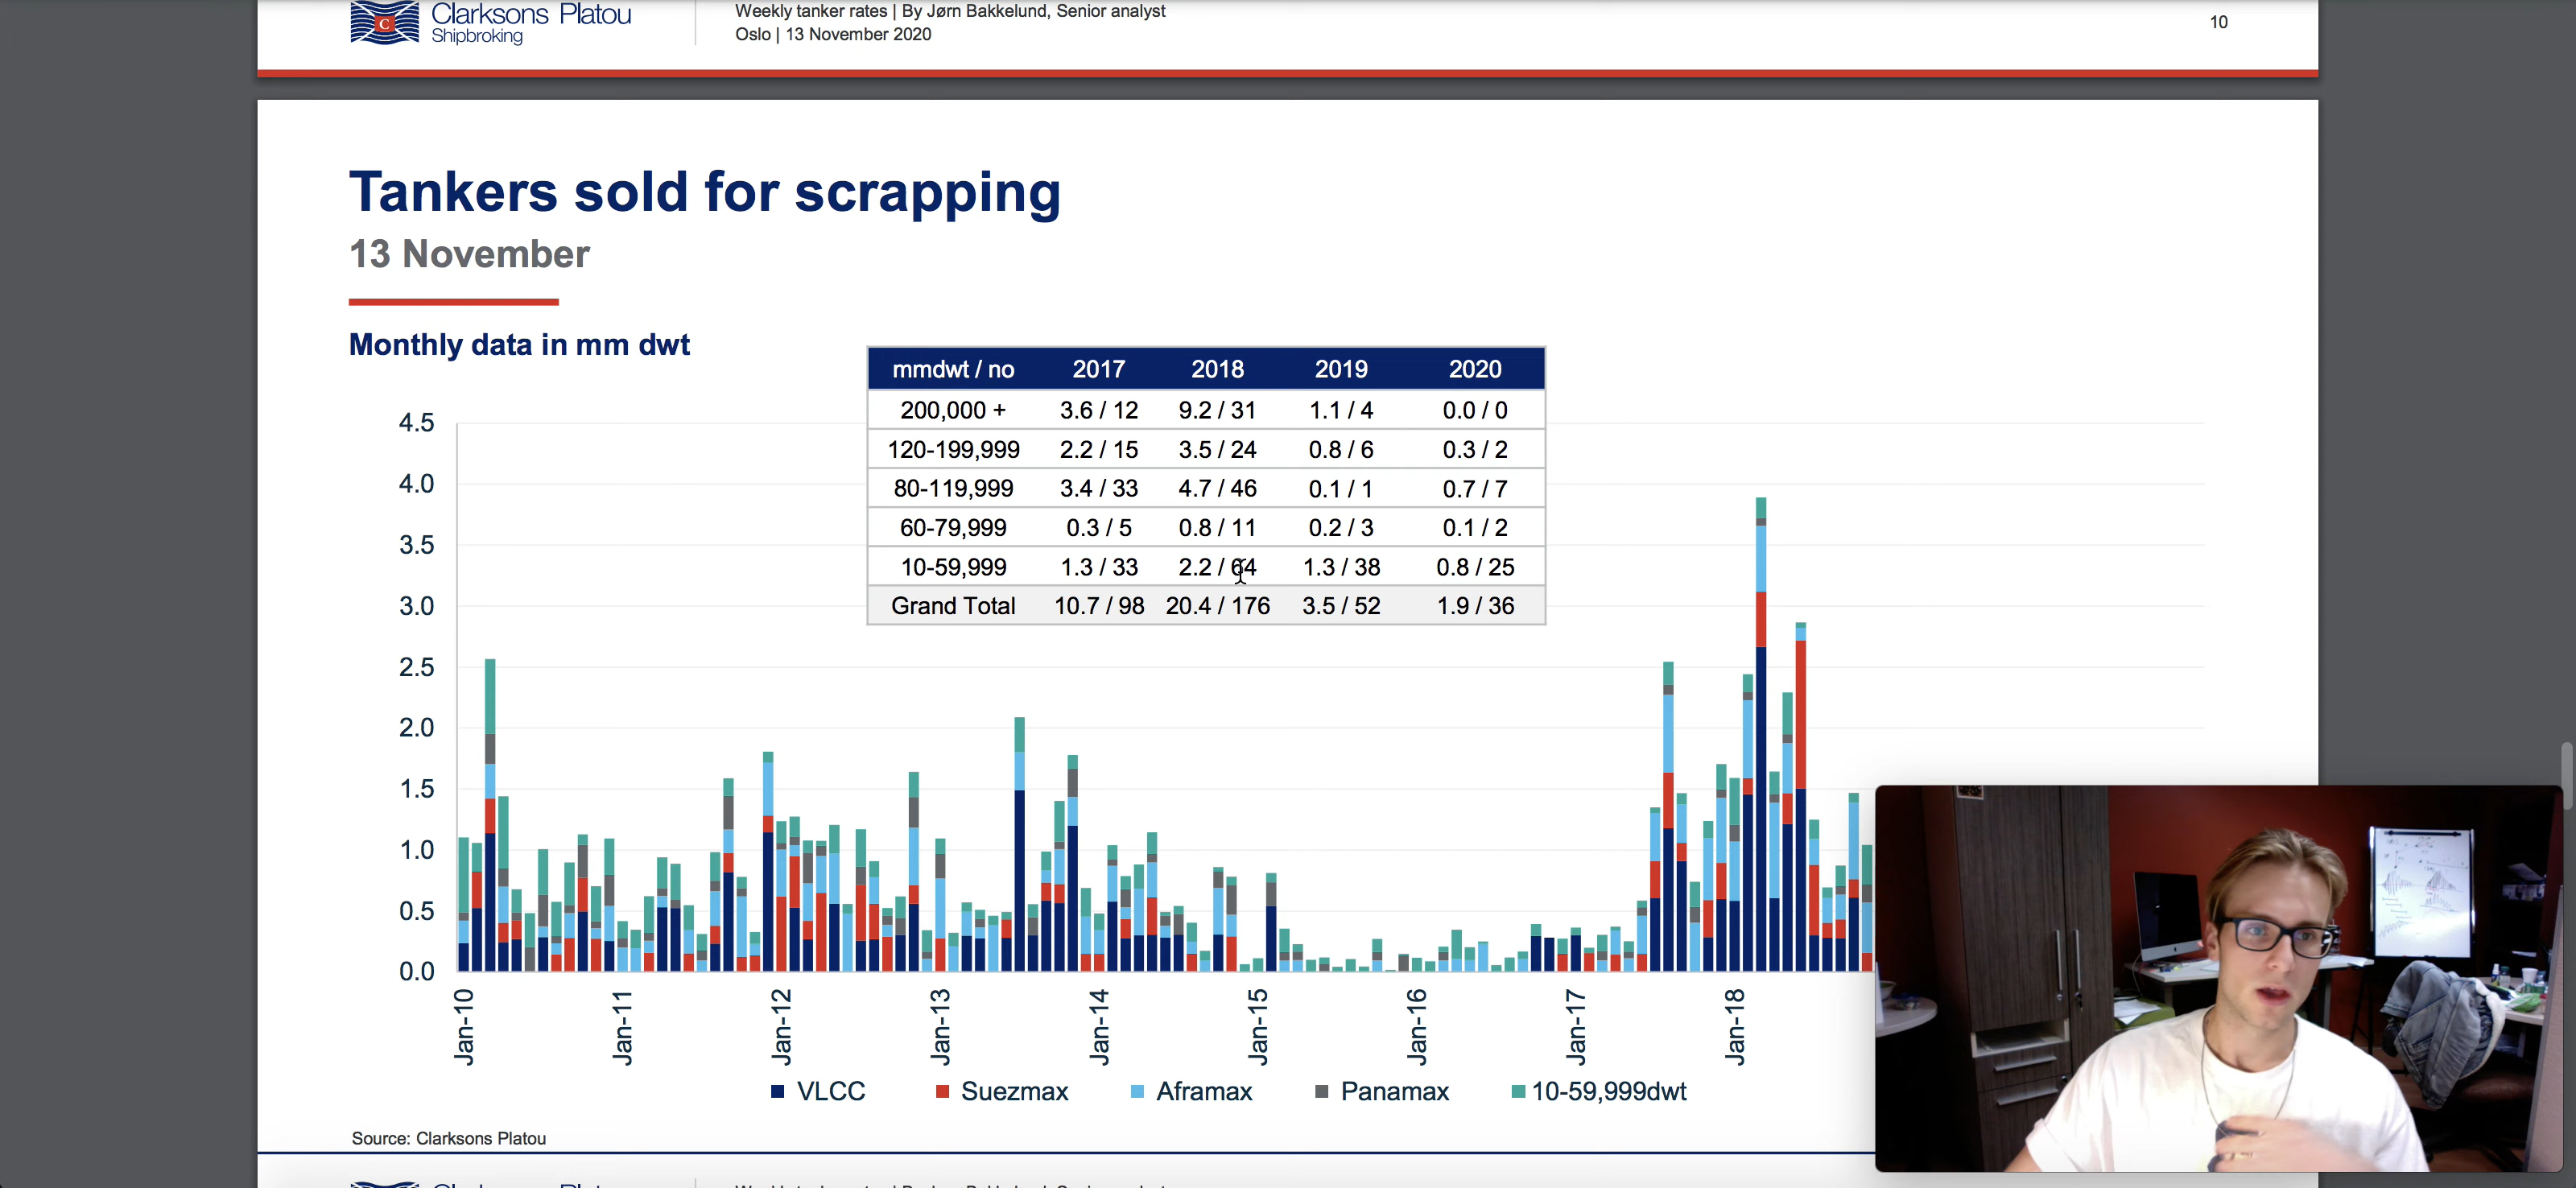 Clarksons Platou
Shipbroking
Weekly tanker rates | By Jørn Bakkelund, Senior analyst
Oslo | 13 November 2020
10
Tankers sold for scrapping
13 November
Monthly data in mm dwt
mmdwt / no 2017 2018 2019 2020
200,000 + 3.6 / 12 9.2 / 31 1.1 / 4 0.0 / 0
120-199,999 2.2 / 15 3.5 / 24 0.8 / 6 0.3 / 2
80-119,999 3.4 / 33 4.7 / 46 0.1 / 1 0.7 / 7
60-79,999 0.3 / 5 0.8 / 11 0.2 / 3 0.1 / 2
10-59,999 1.3 / 33 2.2 / 64 1.3 / 38 0.8 / 25
Grand Total 10.7 / 98 20.4 / 176 3.5 / 52 1.9 / 36
4.5
4.0
3.5
3.0
2.5
2.0
1.5
1.0
0.5
0.0
Jan-10 Jan-11 Jan-12 Jan-13 Jan-14 Jan-15 Jan-16 Jan-17 Jan-18
VLCC Suezmax Aframax Panamax 10-59,999dwt
Source: Clarksons Platou